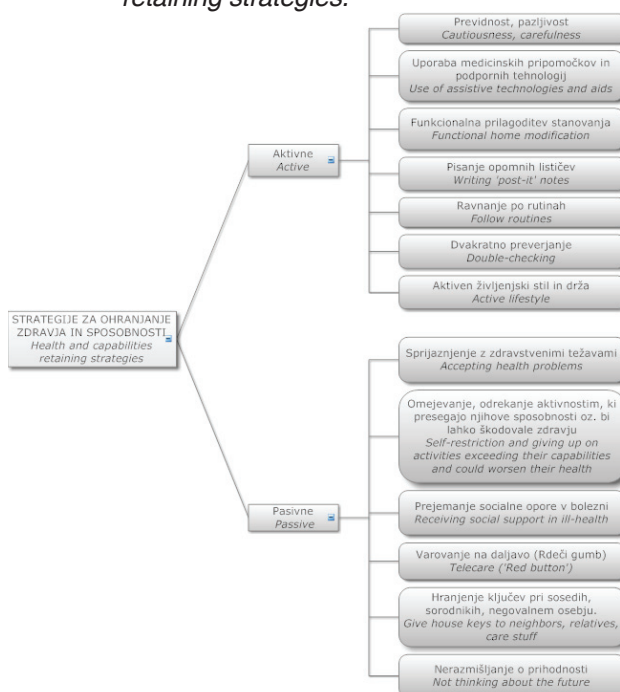 retaining strategies.
Previdnost, pazljivost
Cautiousness, carefulness
Uporaba medicinskih pripomočkov in
podpornih tehnologij
Use of assistive technologies and aids
Funkcionalna prilagoditev stanovanja
Functional home modification
Aktivne
Active
Pisanje opomnih lističev
Writing 'post-it' notes
Ravnanje po rutinah
Follow routines
Dvakratno preverjanje
Double-checking
Aktiven življenjski stil in drža
Active lifestyle
STRATEGIJE ZA OHRANJANJE
ZDRAVJA IN SPOSOBNOSTI
Health and capabilities
retaining strategies
Sprijaznjenje z zdravstvenimi težavami
Accepting health problems
Omejevanje, odrekanje aktivnostim, ki
presegajo njihove sposobnosti oz. bi
lahko škodovale zdravju
Self-restriction and giving up on
activities exceeding their capabilities
and could worsen their health
Pasivne
Passive
Prejemanje socialne opore v bolezni
Receiving social support in ill-health
Varovanje na daljavo (Rdeči gumb)
Telecare ('Red button')
Hranjenje ključev pri sosedih,
sorodnikih, negovalnem osebju.
Give house keys to neighbors, relatives,
care stuff
Nerazmišljanje o prihodnosti
Not thinking about the future